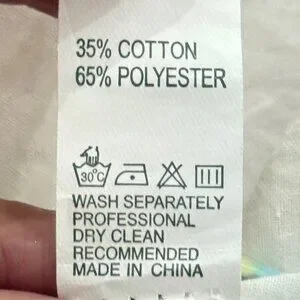 35% COTTON
65% POLYESTER
30°C
WASH SEPARATELY
PROFESSIONAL
DRY CLEAN
RECOMMENDED
MADE IN CHINA